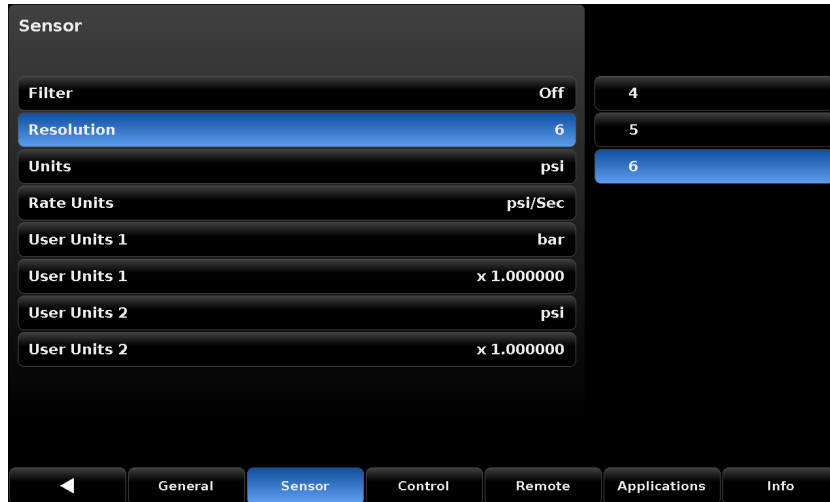 Sensor
Filter Off
Resolution 6
Units psi
Rate Units psi/Sec
User Units 1 bar
User Units 1 x 1.000000
User Units 2 psi
User Units 2 x 1.000000
4
5
6
General Sensor Control Remote Applications Info